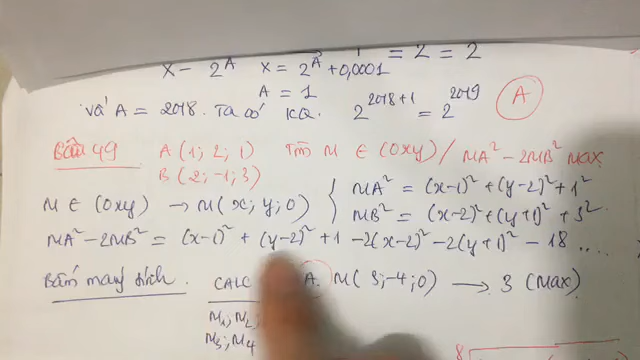 = 2 = 2
x - 2^A x = 2^A + 0,0001
A = 1
và A = 2018. Ta có KQ. 2^2018+1 = 2^2019 A
Câu 49 A(1; 2; 1) Tìm M ∈ (Oxy) / MA² - 2MB² Max
B(2; -1; 3)
M ∈ (Oxy) → M(x; y; 0) { MA² = (x-1)² + (y-2)² + 1²
MB² = (x-2)² + (y+1)² + 3²
MA² - 2MB² = (x-1)² + (y-2)² + 1 - 2(x-2)² - 2(y+1)² - 18 ....
Bấm máy tính. CALC A. M(3; -4; 0) → 3 (Max)
M₁; M₂;
M₃; M₄
8